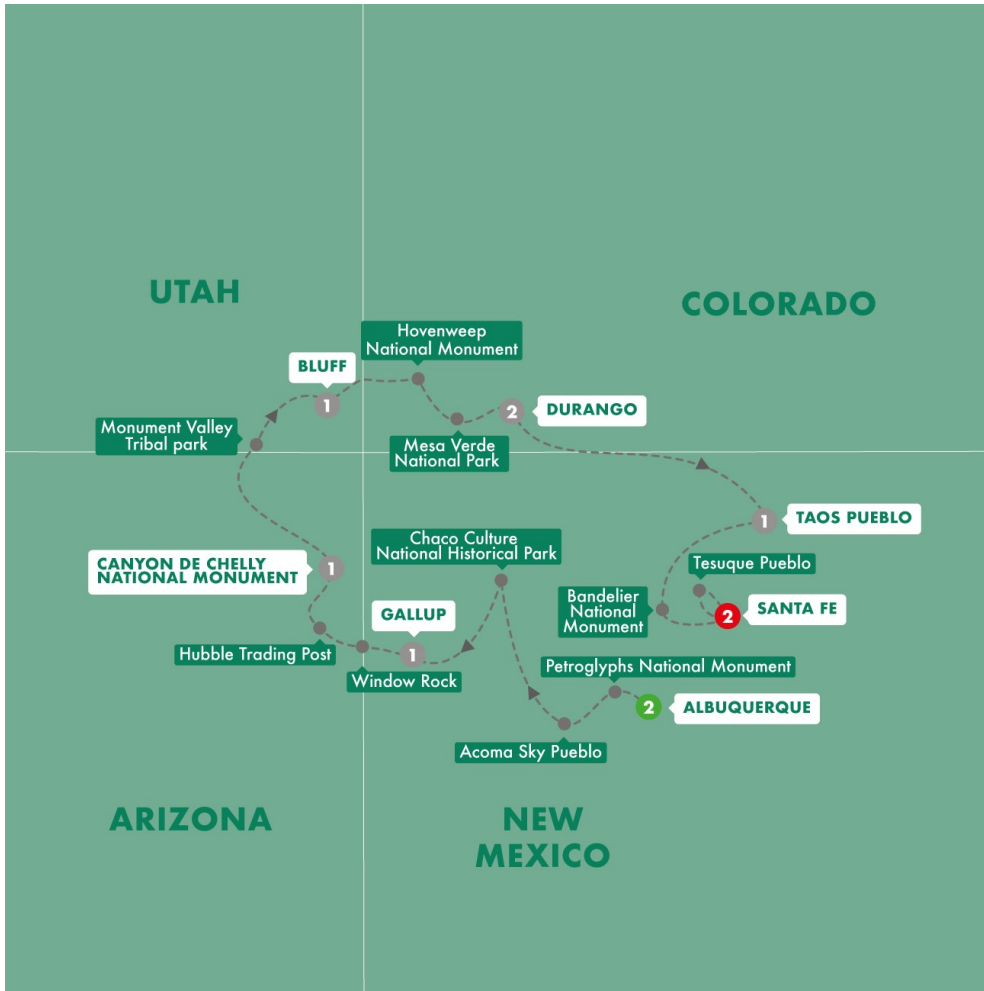 UTAH
COLORADO
Hovenweep
National Monument
BLUFF
1
2
DURANGO
Monument Valley
Tribal park
Mesa Verde
National Park
1
TAOS PUEBLO
Chaco Culture
National Historical Park
CANYON DE CHELLY
NATIONAL MONUMENT
1
Tesuque Pueblo
Bandelier
National
Monument
2
SANTA FE
GALLUP
1
Hubble Trading Post
Window Rock
Petroglyphs National Monument
2
ALBUQUERQUE
Acoma Sky Pueblo
ARIZONA
NEW
MEXICO